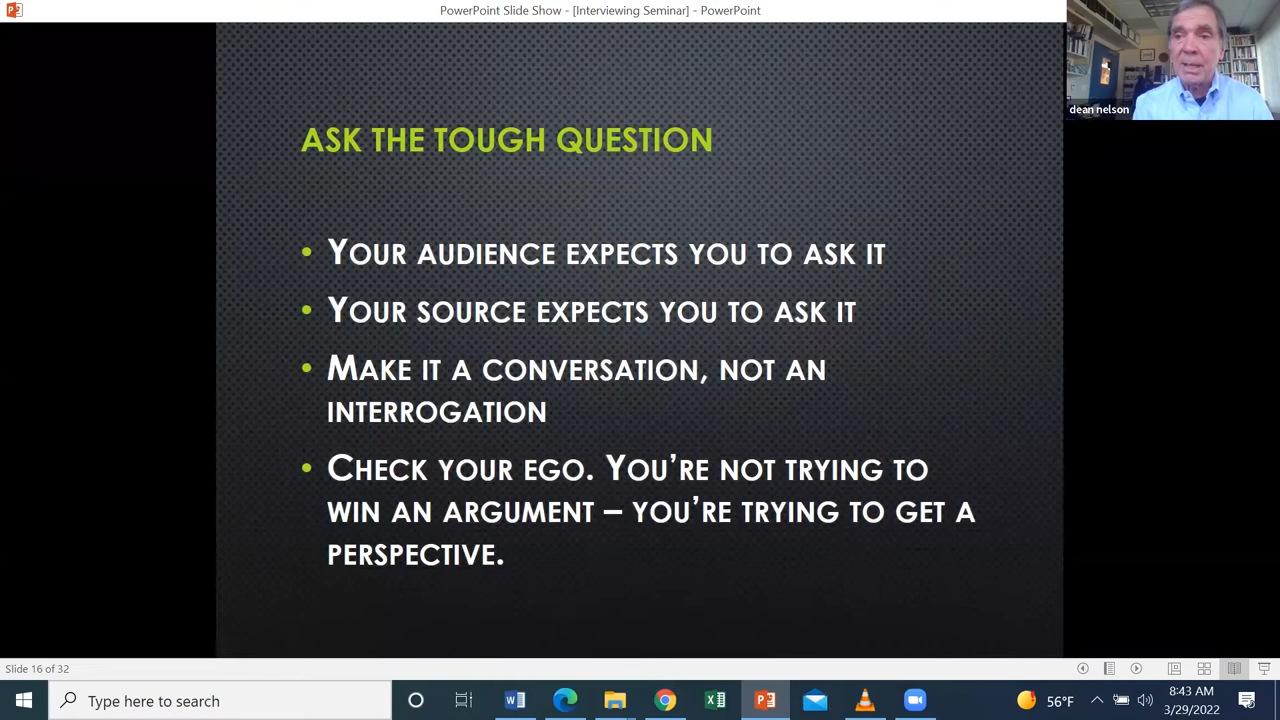 PowerPoint Slide Show - [Interviewing Seminar] - PowerPoint
dean nelson
ASK THE TOUGH QUESTION
• YOUR AUDIENCE EXPECTS YOU TO ASK IT
• YOUR SOURCE EXPECTS YOU TO ASK IT
• MAKE IT A CONVERSATION, NOT AN
INTERROGATION
• CHECK YOUR EGO. YOU’RE NOT TRYING TO
WIN AN ARGUMENT – YOU’RE TRYING TO GET A
PERSPECTIVE.
Slide 16 of 32
Type here to search
56°F
8:43 AM
3/29/2022